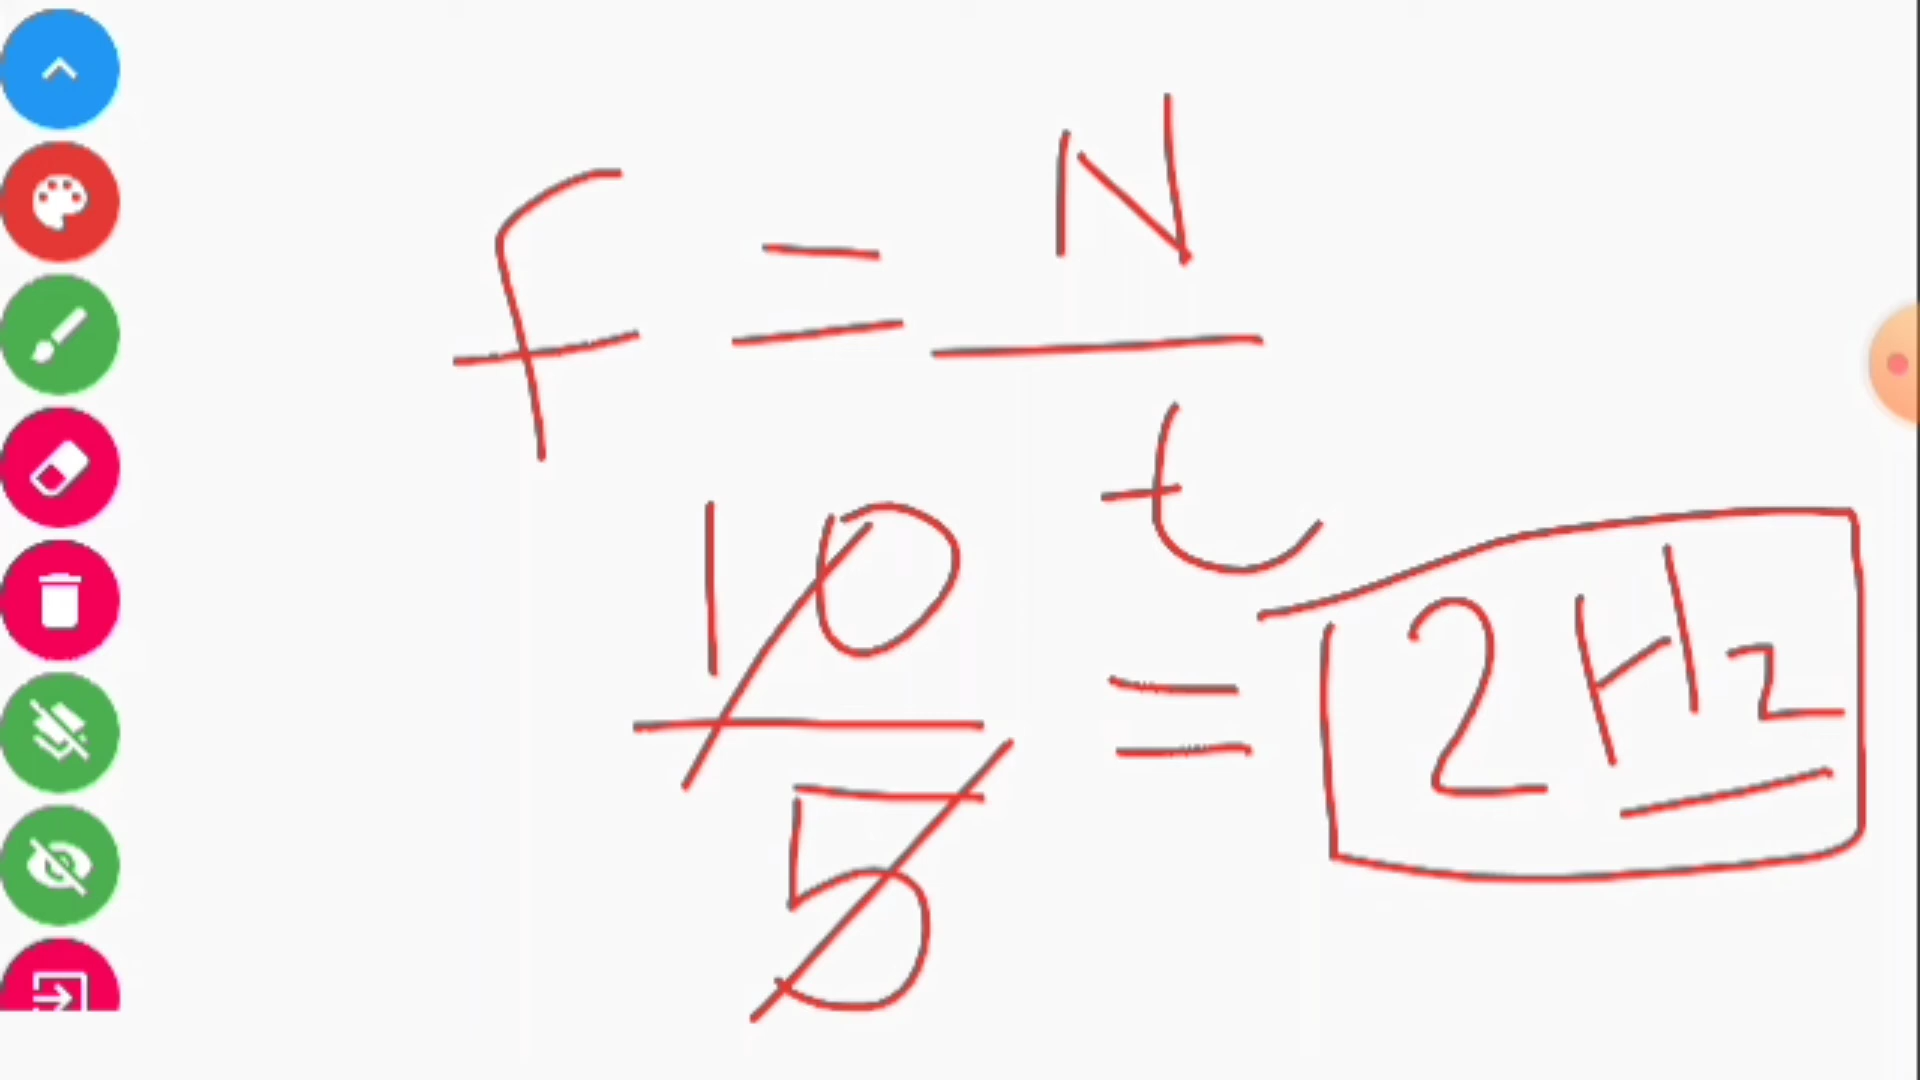 f = N/t
10/5 = 2Hz